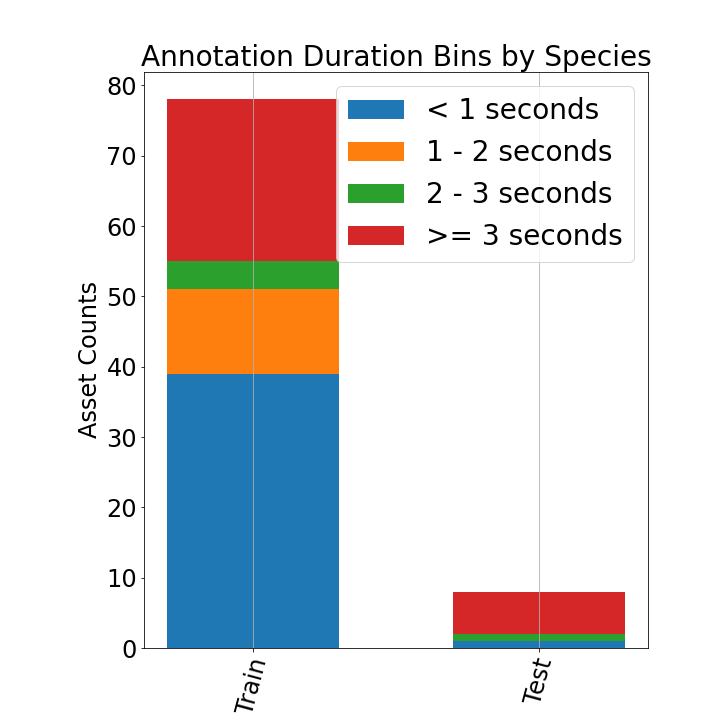 Annotation Duration Bins by Species
80
70
60
50
40
30
20
10
0
Asset Counts
< 1 seconds
1 - 2 seconds
2 - 3 seconds
>= 3 seconds
Train
Test